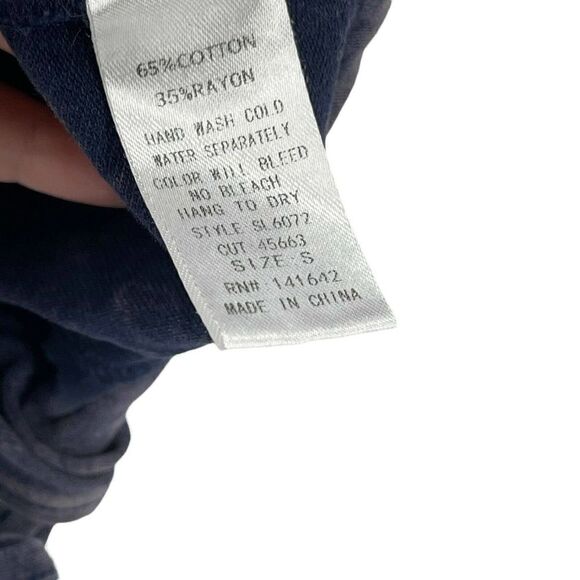 65%COTTON
35%RAYON
HAND WASH COLD
WATER SEPARATELY
COLOR WILL BLEED
NO BLEACH
HANG TO DRY
STYLE SL6077
CUT 45663
SIZE S
RN# 141642
MADE IN CHINA